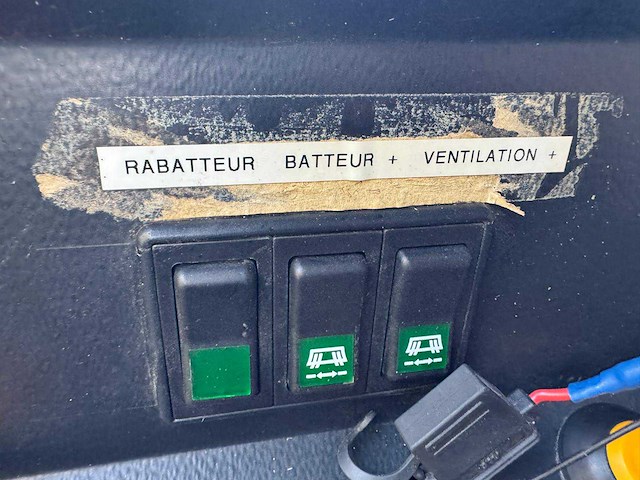 RABATTEUR BATTEUR + VENTILATION +